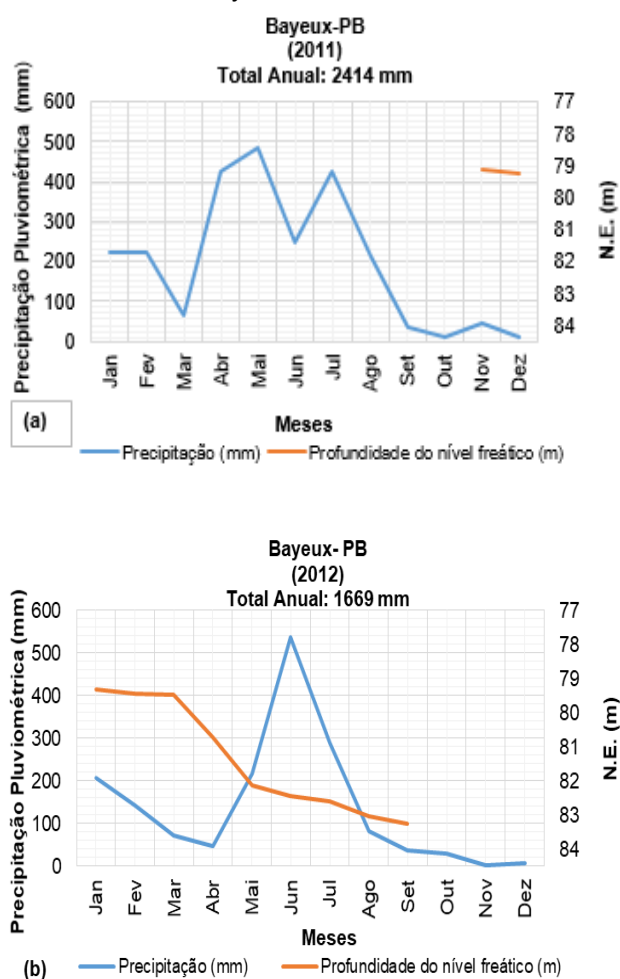 Bayeux-PB
(2011)
Total Anual: 2414 mm
Precipitação Pluviométrica (mm)
600
500
400
300
200
100
0
77
78
79
80
81
82
83
84
N.E. (m)
Jan Fev Mar Abr Mai Jun Jul Ago Set Out Nov Dez
(a)
Meses
Precipitação (mm) Profundidade do nível freático (m)
Bayeux- PB
(2012)
Total Anual: 1669 mm
Precipitação Pluviométrica (mm)
600
500
400
300
200
100
0
77
78
79
80
81
82
83
84
N.E. (m)
Jan Fev Mar Abr Mai Jun Jul Ago Set Out Nov Dez
Meses
(b) Precipitação (mm) Profundidade do nível freático (m)